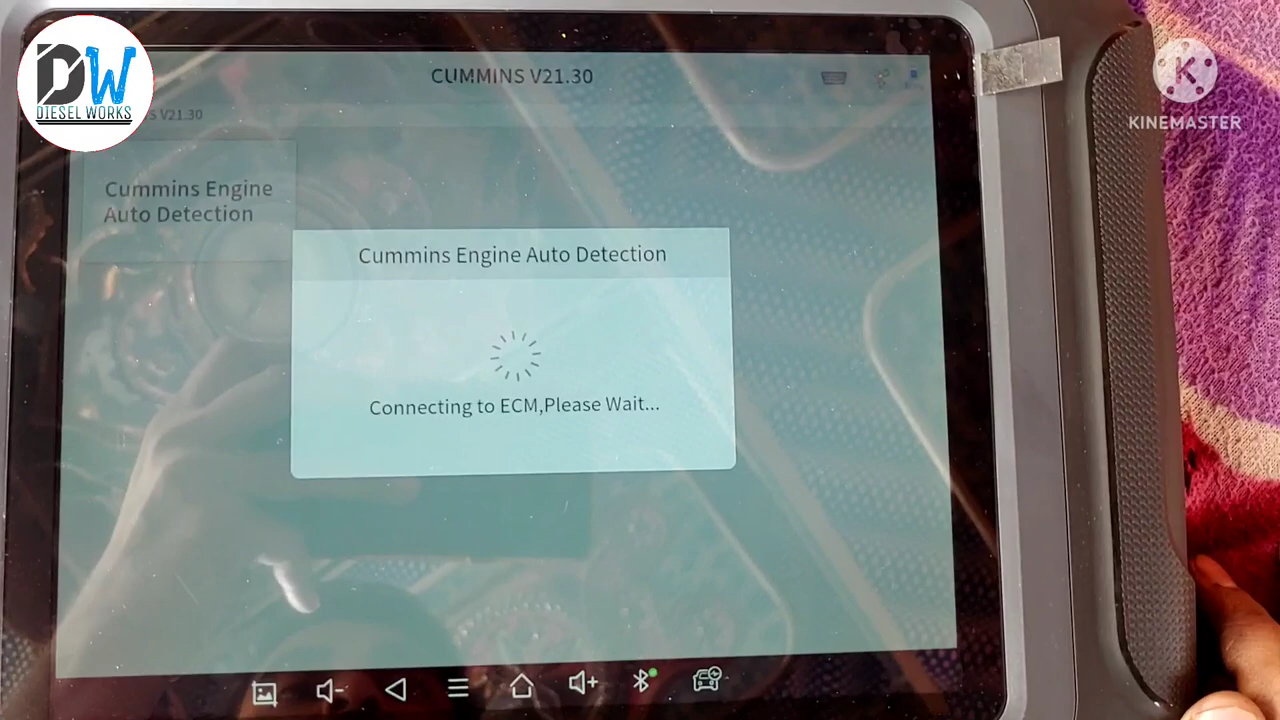 DW
DIESEL WORKS
CUMMINS V21.30
K
KINEMASTER
S V21.30
Cummins Engine
Auto Detection
Cummins Engine Auto Detection
Connecting to ECM,Please Wait...